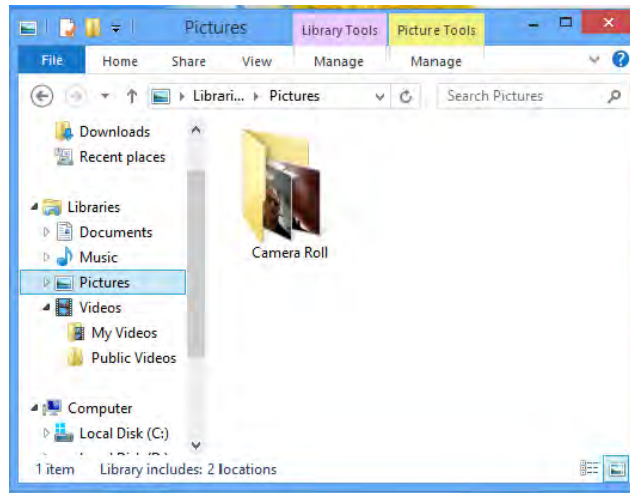 Pictures
Library Tools
Picture Tools
File
Home
Share
View
Manage
Manage
Librari...
Pictures
Search Pictures
Downloads
Recent places
Libraries
Documents
Music
Pictures
Videos
My Videos
Public Videos
Computer
Local Disk (C:)
Camera Roll
1 item
Library includes: 2 locations